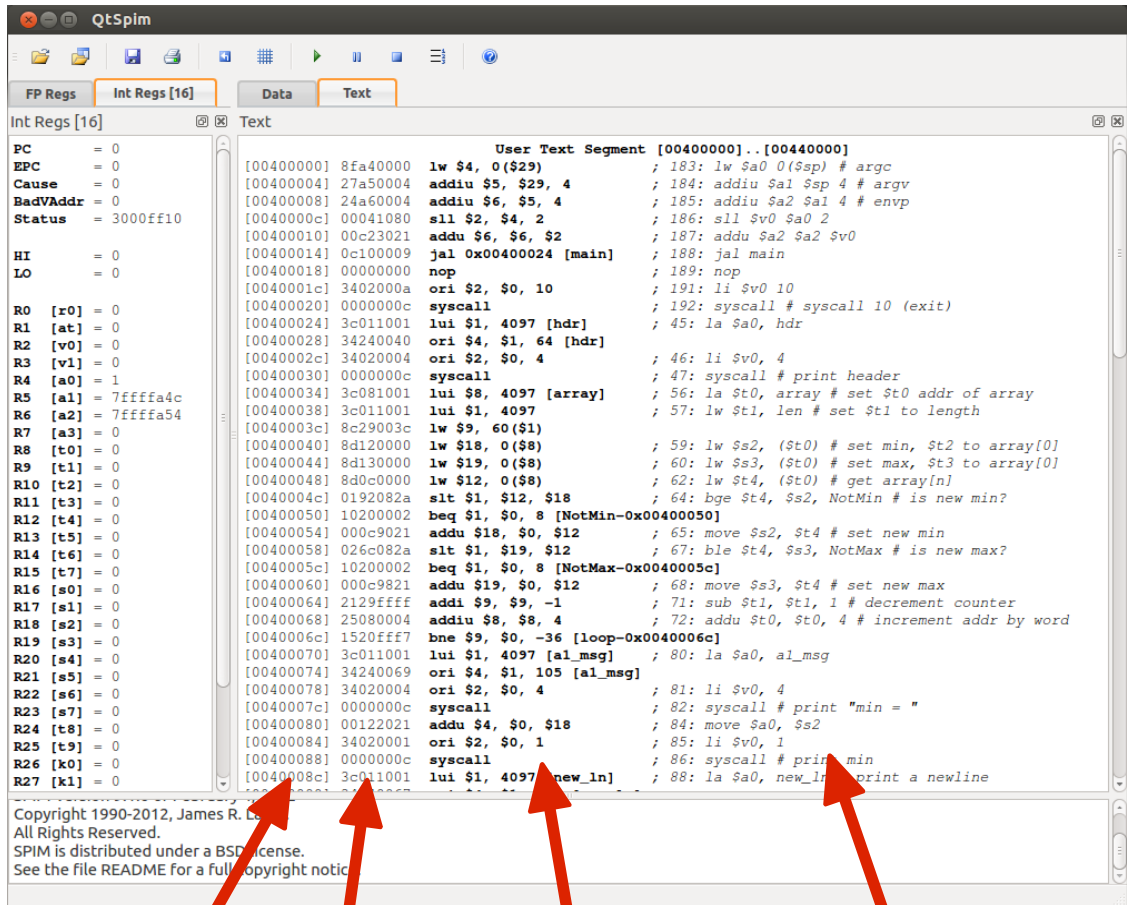 QtSpim
FP Regs
Int Regs [16]
Data
Text
Int Regs [16]
Text
PC = 0
EPC = 0
Cause = 0
BadVAddr = 0
Status = 3000ff10
HI = 0
LO = 0
R0 [r0] = 0
R1 [at] = 0
R2 [v0] = 0
R3 [v1] = 0
R4 [a0] = 1
R5 [a1] = 7ffffa4c
R6 [a2] = 7ffffa54
R7 [a3] = 0
R8 [t0] = 0
R9 [t1] = 0
R10 [t2] = 0
R11 [t3] = 0
R12 [t4] = 0
R13 [t5] = 0
R14 [t6] = 0
R15 [t7] = 0
R16 [s0] = 0
R17 [s1] = 0
R18 [s2] = 0
R19 [s3] = 0
R20 [s4] = 0
R21 [s5] = 0
R22 [s6] = 0
R23 [s7] = 0
R24 [t8] = 0
R25 [t9] = 0
R26 [k0] = 0
R27 [k1] = 0
User Text Segment [00400000]..[00440000]
[00400000] 8fa40000 lw $4, 0($29) ; 183: lw $a0 0($sp) # argc
[00400004] 27a50004 addiu $5, $29, 4 ; 184: addiu $a1 $sp 4 # argv
[00400008] 24a60004 addiu $6, $5, 4 ; 185: addiu $a2 $a1 4 # envp
[0040000c] 00041080 sll $2, $4, 2 ; 186: sll $v0 $a0 2
[00400010] 00c23021 addu $6, $6, $2 ; 187: addu $a2 $a2 $v0
[00400014] 0c100009 jal 0x00400024 [main] ; 188: jal main
[00400018] 00000000 nop ; 189: nop
[0040001c] 3402000a ori $2, $0, 10 ; 191: li $v0 10
[00400020] 0000000c syscall ; 192: syscall # syscall 10 (exit)
[00400024] 3c011001 lui $1, 4097 [hdr] ; 45: la $a0, hdr
[00400028] 34240040 ori $4, $1, 64 [hdr]
[0040002c] 34020004 ori $2, $0, 4 ; 46: li $v0, 4
[00400030] 0000000c syscall ; 47: syscall # print header
[00400034] 3c081001 lui $8, 4097 [array] ; 56: la $t0, array # set $t0 addr of array
[00400038] 3c011001 lui $1, 4097 ; 57: lw $t1, len # set $t1 to length
[0040003c] 8c29003c lw $9, 60($1)
[00400040] 8d120000 lw $18, 0($8) ; 59: lw $s2, ($t0) # set min, $t2 to array[0]
[00400044] 8d130000 lw $19, 0($8) ; 60: lw $s3, ($t0) # set max, $t3 to array[0]
[00400048] 8d0c0000 lw $12, 0($8) ; 62: lw $t4, ($t0) # get array[n]
[0040004c] 0192082a slt $1, $12, $18 ; 64: bge $t4, $s2, NotMin # is new min?
[00400050] 10200002 beq $1, $0, 8 [NotMin-0x00400050]
[00400054] 000c9021 addu $18, $0, $12 ; 65: move $s2, $t4 # set new min
[00400058] 026c082a slt $1, $19, $12 ; 67: ble $t4, $s3, NotMax # is new max?
[0040005c] 10200002 beq $1, $0, 8 [NotMax-0x0040005c]
[00400060] 000c9821 addu $19, $0, $12 ; 68: move $s3, $t4 # set new max
[00400064] 2129ffff addi $9, $9, -1 ; 71: sub $t1, $t1, 1 # decrement counter
[00400068] 25080004 addiu $8, $8, 4 ; 72: addu $t0, $t0, 4 # increment addr by word
[0040006c] 1520fff7 bne $9, $0, -36 [loop-0x0040006c]
[00400070] 3c011001 lui $1, 4097 [a1_msg] ; 80: la $a0, a1_msg
[00400074] 34240069 ori $4, $1, 105 [a1_msg]
[00400078] 34020004 ori $2, $0, 4 ; 81: li $v0, 4
[0040007c] 0000000c syscall ; 82: syscall # print "min = "
[00400080] 00122021 addu $4, $0, $18 ; 84: move $a0, $s2
[00400084] 34020001 ori $2, $0, 1 ; 85: li $v0, 1
[00400088] 0000000c syscall ; 86: syscall # print min
[0040008c] 3c011001 lui $1, 4097 [new_ln] ; 88: la $a0, new_ln print a newline
Copyright 1990-2012, James R.
All Rights Reserved.
SPIM is distributed under a BSD license.
See the file README for a full copyright notice